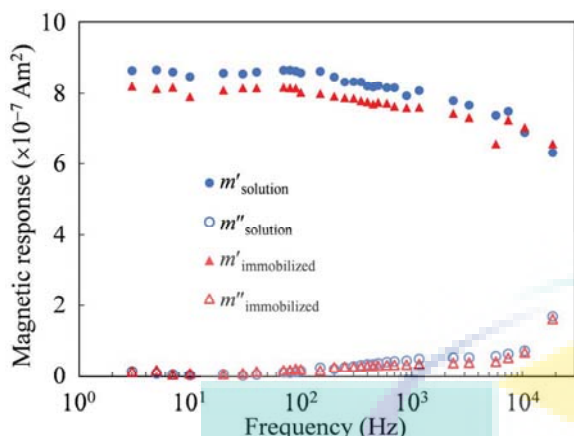 Magnetic response (×10⁻⁷ Am²)
10
8
6
4
2
0
m′solution
m″solution
m′immobilized
m″immobilized
10⁰ 10¹ 10² 10³ 10⁴
Frequency (Hz)